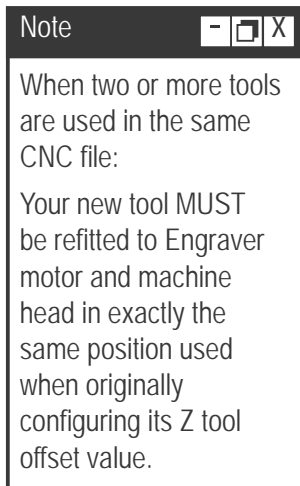 Note
When two or more tools
are used in the same
CNC file:
Your new tool MUST
be refitted to Engraver
motor and machine
head in exactly the
same position used
when originally
configuring its Z tool
offset value.